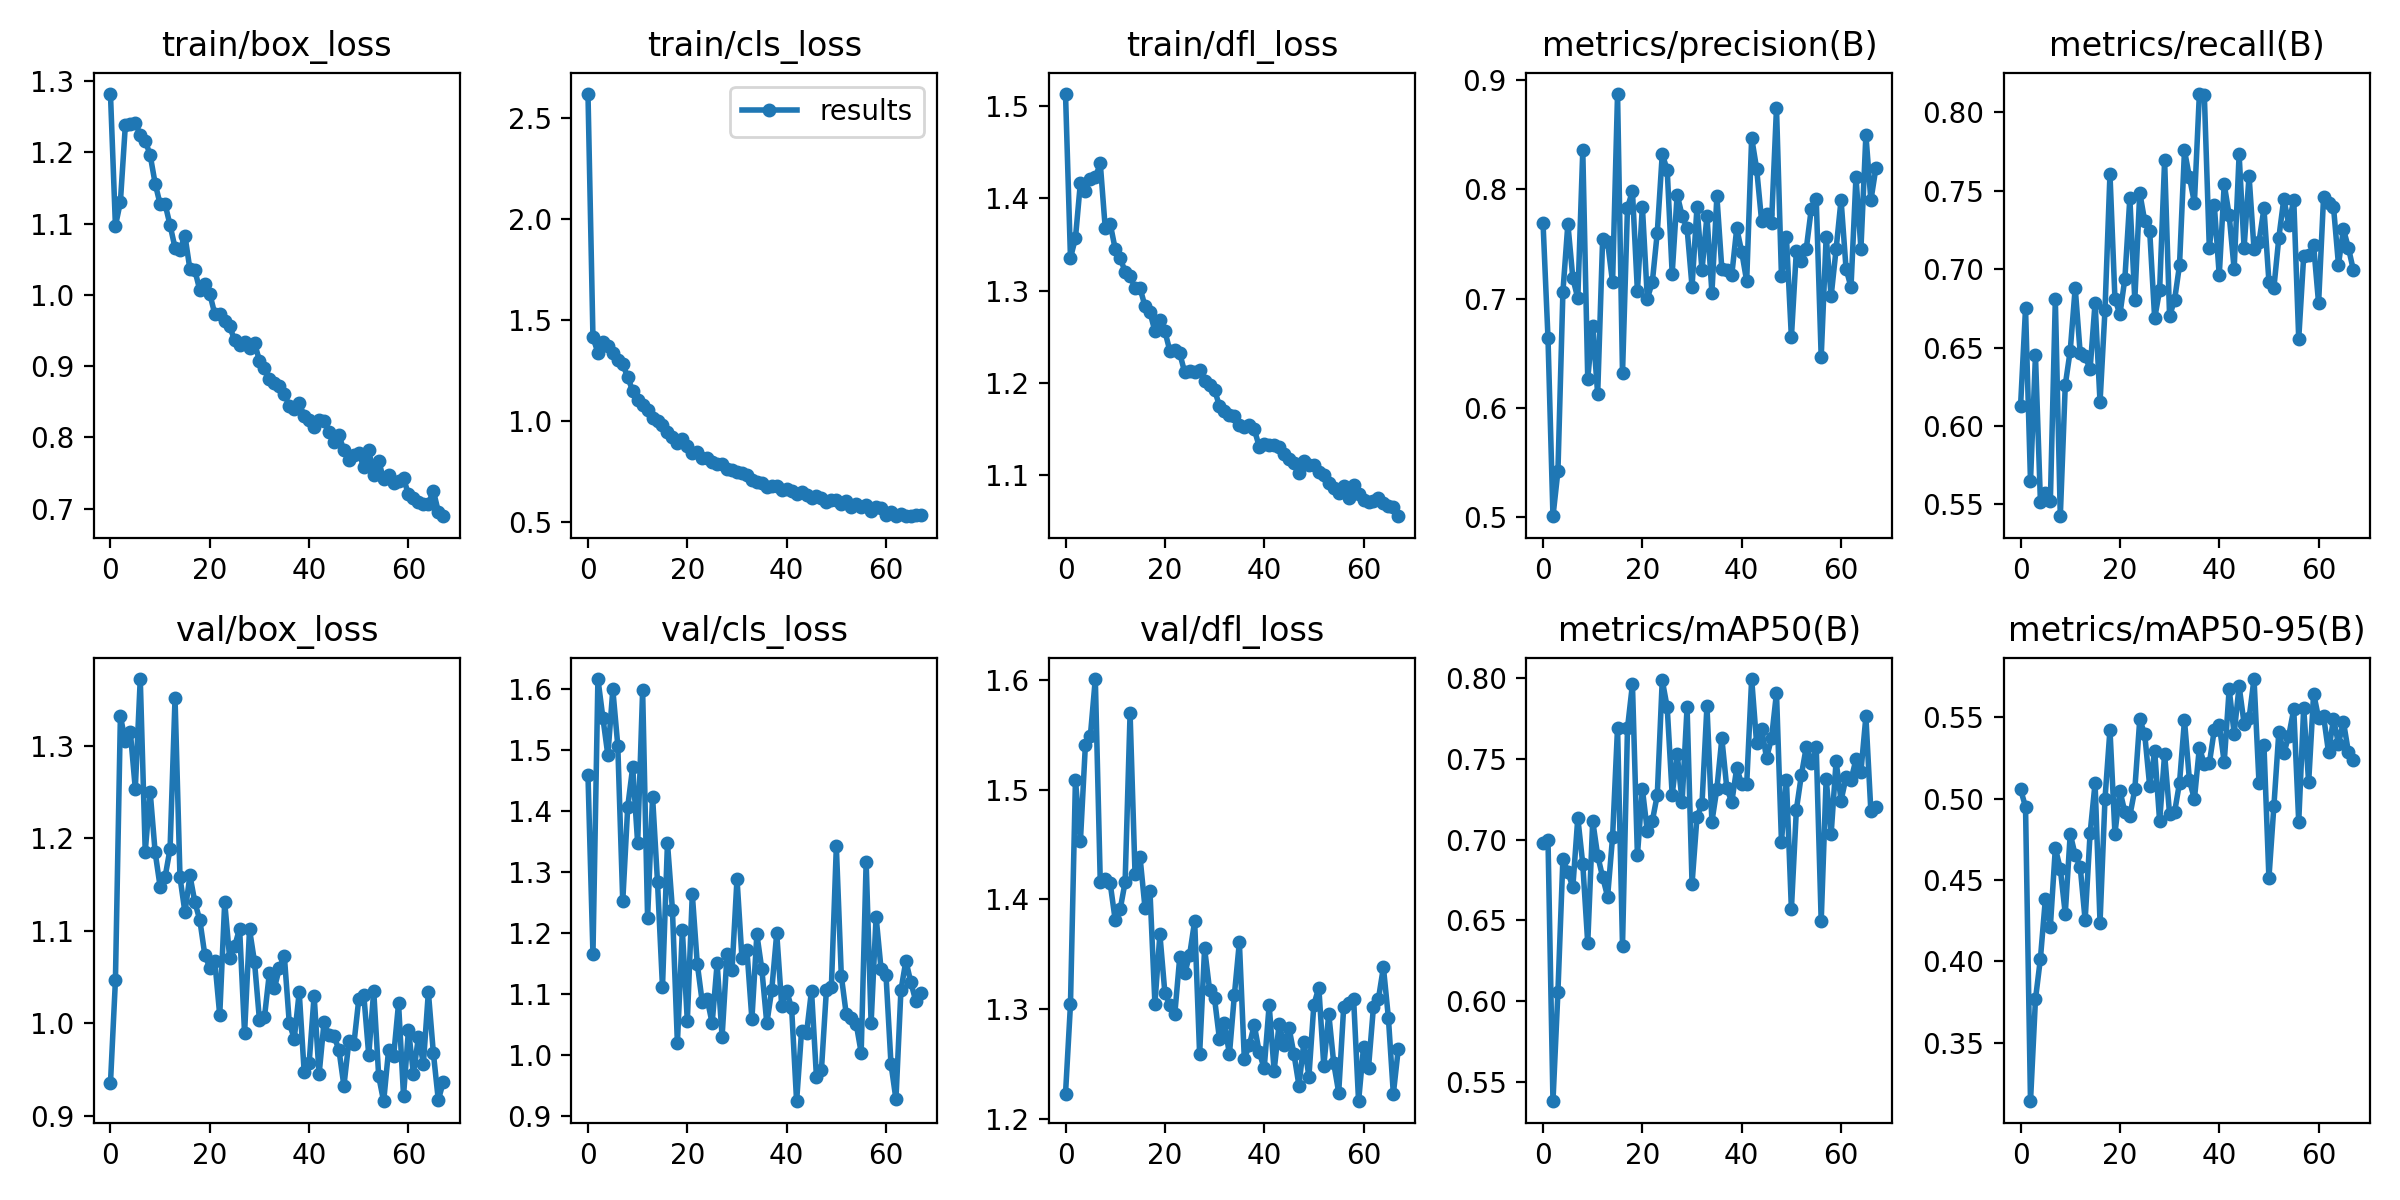 train/box_loss
train/cls_loss
train/dfl_loss
metrics/precision(B)
metrics/recall(B)
1.3
1.2
1.1
1.0
0.9
0.8
0.7
0 20 40 60
results
2.5
2.0
1.5
1.0
0.5
0 20 40 60
1.5
1.4
1.3
1.2
1.1
0 20 40 60
0.9
0.8
0.7
0.6
0.5
0 20 40 60
0.80
0.75
0.70
0.65
0.60
0.55
0 20 40 60
val/box_loss
val/cls_loss
val/dfl_loss
metrics/mAP50(B)
metrics/mAP50-95(B)
1.3
1.2
1.1
1.0
0.9
0 20 40 60
1.6
1.5
1.4
1.3
1.2
1.1
1.0
0.9
0 20 40 60
1.6
1.5
1.4
1.3
1.2
0 20 40 60
0.80
0.75
0.70
0.65
0.60
0.55
0 20 40 60
0.55
0.50
0.45
0.40
0.35
0 20 40 60